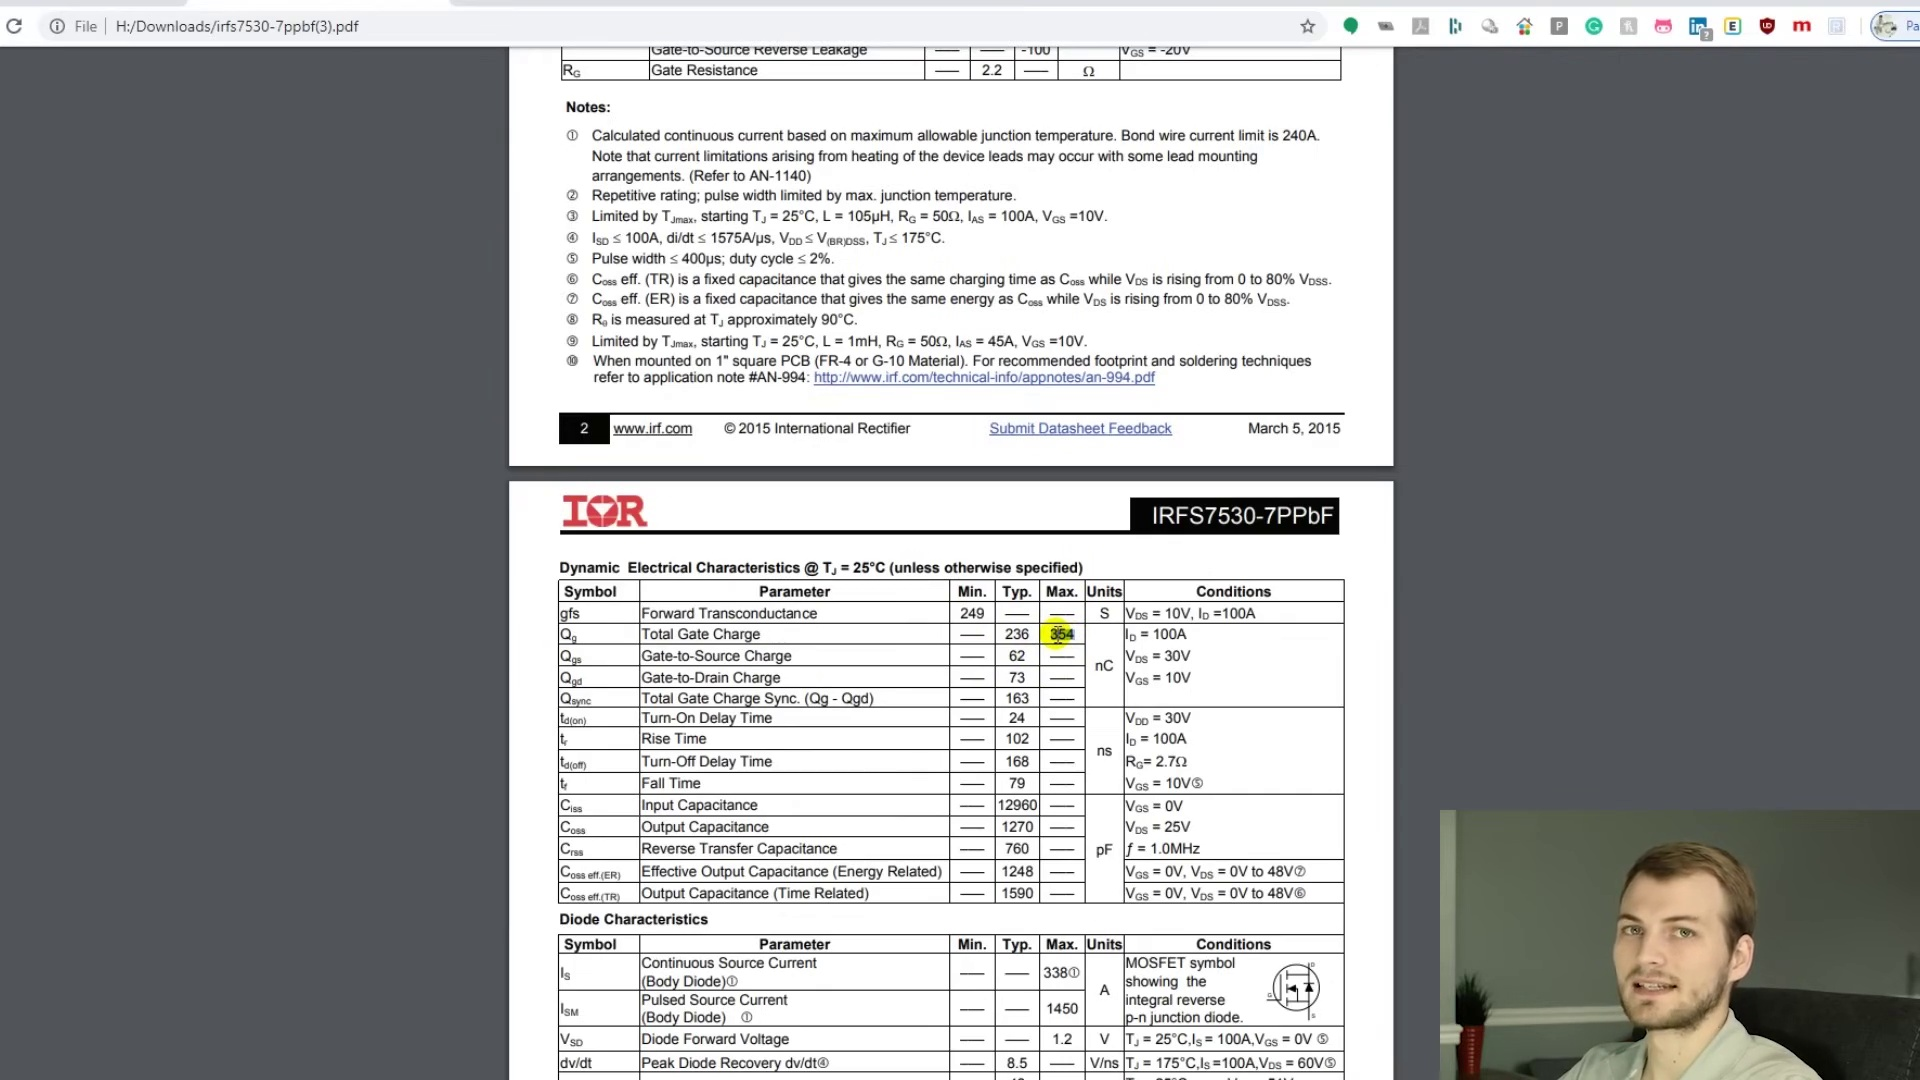 File H:/Downloads/irfs7530-7ppbf(3).pdf
Gate-to-Source Reverse Leakage —— —— -100 VGS = -20V
RG Gate Resistance —— 2.2 —— Ω
Notes:
① Calculated continuous current based on maximum allowable junction temperature. Bond wire current limit is 240A.
Note that current limitations arising from heating of the device leads may occur with some lead mounting
arrangements. (Refer to AN-1140)
② Repetitive rating; pulse width limited by max. junction temperature.
③ Limited by TJmax, starting TJ = 25°C, L = 105µH, RG = 50Ω, IAS = 100A, VGS =10V.
④ ISD ≤ 100A, di/dt ≤ 1575A/µs, VDD ≤ V(BR)DSS, TJ ≤ 175°C.
⑤ Pulse width ≤ 400µs; duty cycle ≤ 2%.
⑥ Coss eff. (TR) is a fixed capacitance that gives the same charging time as Coss while VDS is rising from 0 to 80% VDSS.
⑦ Coss eff. (ER) is a fixed capacitance that gives the same energy as Coss while VDS is rising from 0 to 80% VDSS.
⑧ Rθ is measured at TJ approximately 90°C.
⑨ Limited by TJmax, starting TJ = 25°C, L = 1mH, RG = 50Ω, IAS = 45A, VGS =10V.
⑩ When mounted on 1" square PCB (FR-4 or G-10 Material). For recommended footprint and soldering techniques
refer to application note #AN-994: http://www.irf.com/technical-info/appnotes/an-994.pdf
2 www.irf.com © 2015 International Rectifier Submit Datasheet Feedback March 5, 2015
IOR IRFS7530-7PPbF
Dynamic Electrical Characteristics @ TJ = 25°C (unless otherwise specified)
Symbol Parameter Min. Typ. Max. Units Conditions
gfs Forward Transconductance 249 —— —— S VDS = 10V, ID =100A
Qg Total Gate Charge —— 236 354 nC ID = 100A
Qgs Gate-to-Source Charge —— 62 —— VDS = 30V
Qgd Gate-to-Drain Charge —— 73 —— VGS = 10V
Qsync Total Gate Charge Sync. (Qg - Qgd) —— 163 ——
td(on) Turn-On Delay Time —— 24 —— ns VDD = 30V
tr Rise Time —— 102 —— ID = 100A
td(off) Turn-Off Delay Time —— 168 —— RG= 2.7Ω
tf Fall Time —— 79 —— VGS = 10V⑤
Ciss Input Capacitance —— 12960 —— pF VGS = 0V
Coss Output Capacitance —— 1270 —— VDS = 25V
Crss Reverse Transfer Capacitance —— 760 —— ƒ = 1.0MHz
Coss eff.(ER) Effective Output Capacitance (Energy Related) —— 1248 —— VGS = 0V, VDS = 0V to 48V⑦
Coss eff.(TR) Output Capacitance (Time Related) —— 1590 —— VGS = 0V, VDS = 0V to 48V⑥
Diode Characteristics
Symbol Parameter Min. Typ. Max. Units Conditions
IS Continuous Source Current (Body Diode)① —— —— 338① A MOSFET symbol showing the
ISM Pulsed Source Current (Body Diode) ① —— —— 1450 integral reverse p-n junction diode.
VSD Diode Forward Voltage —— —— 1.2 V TJ = 25°C,IS = 100A,VGS = 0V ⑤
dv/dt Peak Diode Recovery dv/dt④ —— 8.5 —— V/ns TJ = 175°C,IS =100A,VDS = 60V⑤